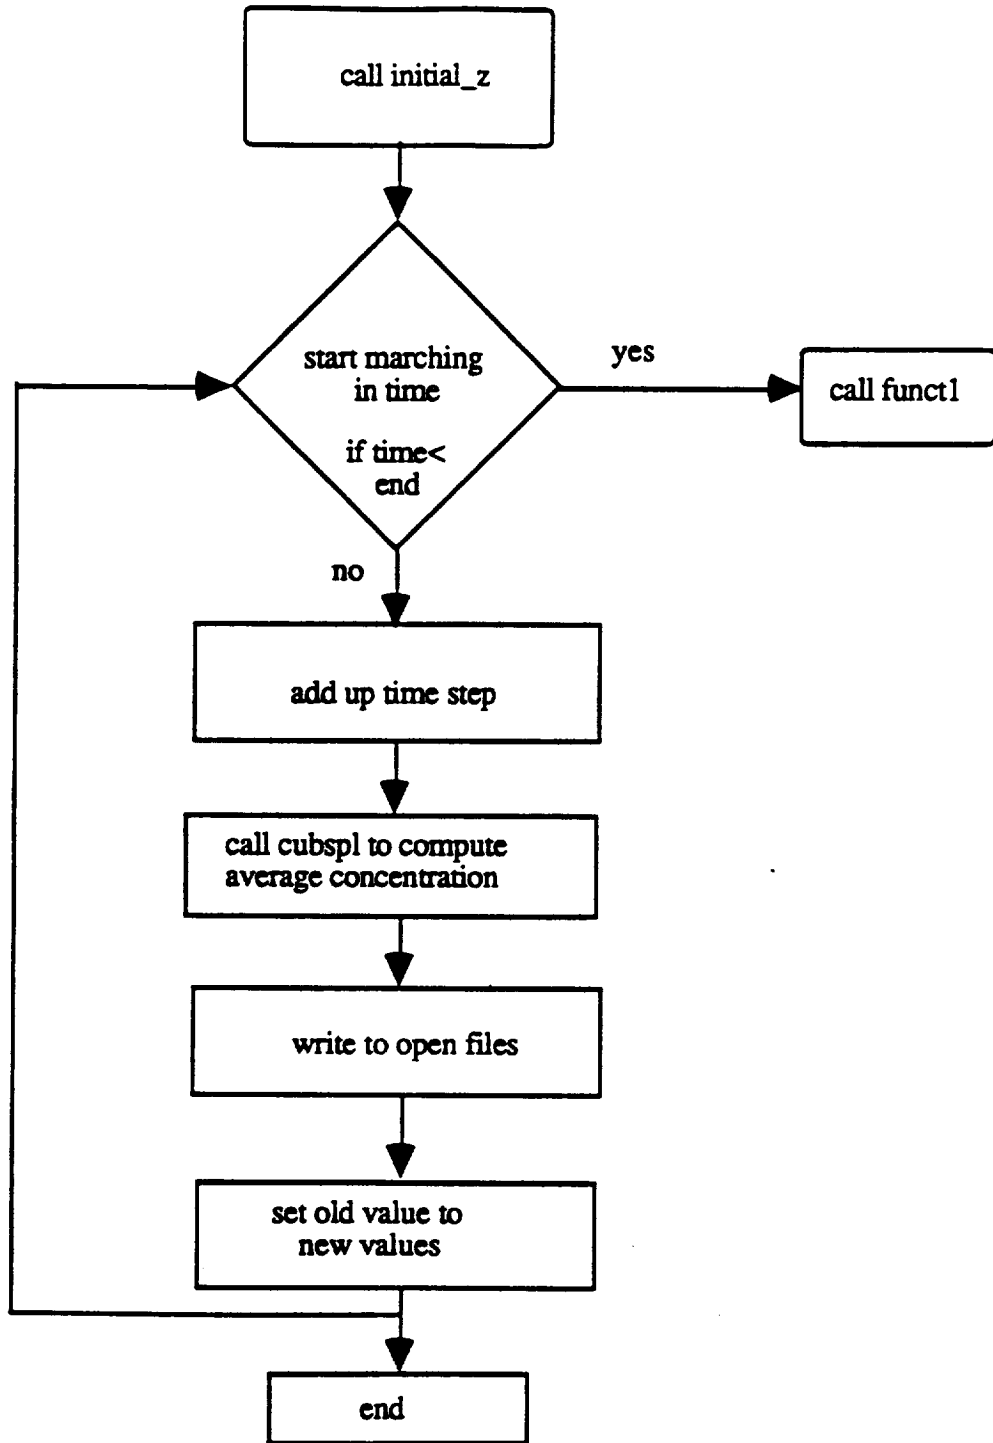 call initial_z
start marching
in time
if time<
end
yes
call funct1
no
add up time step
call cubspl to compute
average concentration
write to open files
set old value to
new values
end